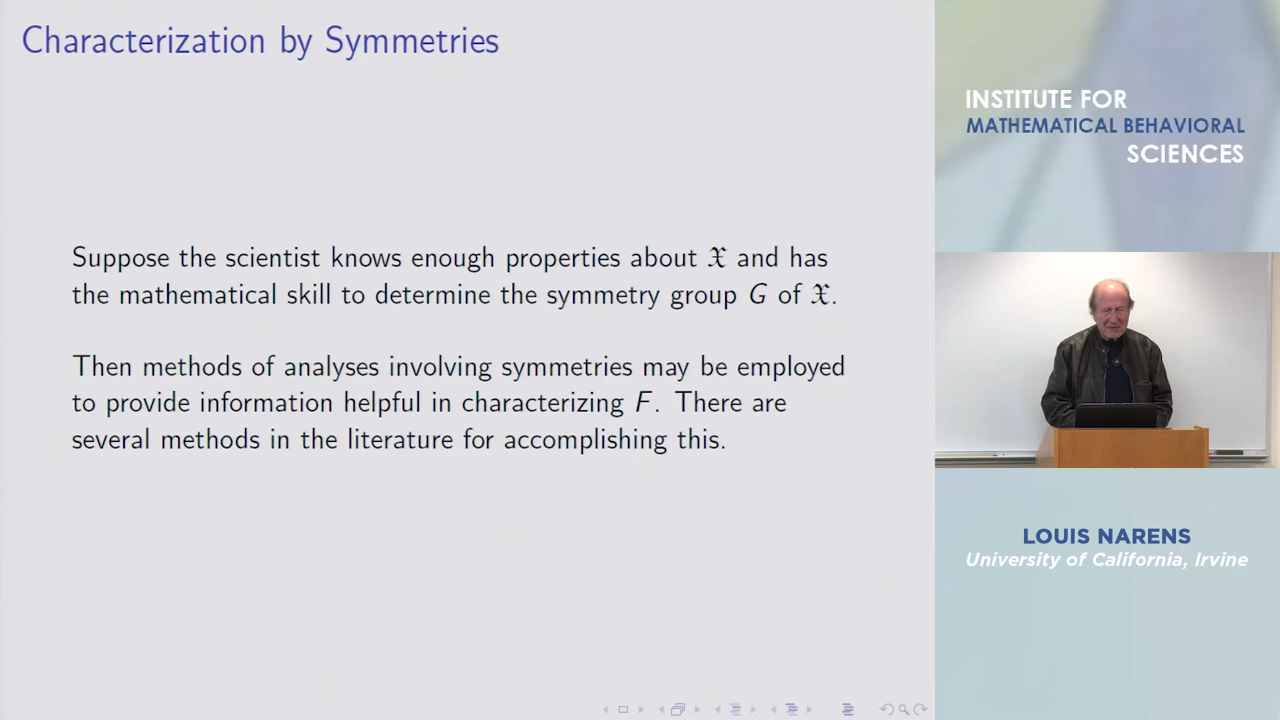 Characterization by Symmetries
Suppose the scientist knows enough properties about 𝔛 and has
the mathematical skill to determine the symmetry group G of 𝔛.
Then methods of analyses involving symmetries may be employed
to provide information helpful in characterizing F. There are
several methods in the literature for accomplishing this.
INSTITUTE FOR
MATHEMATICAL BEHAVIORAL
SCIENCES
LOUIS NARENS
University of California, Irvine